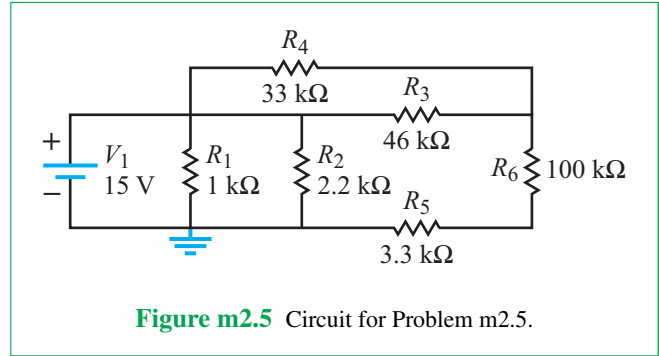 R4
33 kΩ
R3
46 kΩ
+
V1
15 V
−
R1
1 kΩ
R2
2.2 kΩ
R6
100 kΩ
R5
3.3 kΩ
Figure m2.5 Circuit for Problem m2.5.